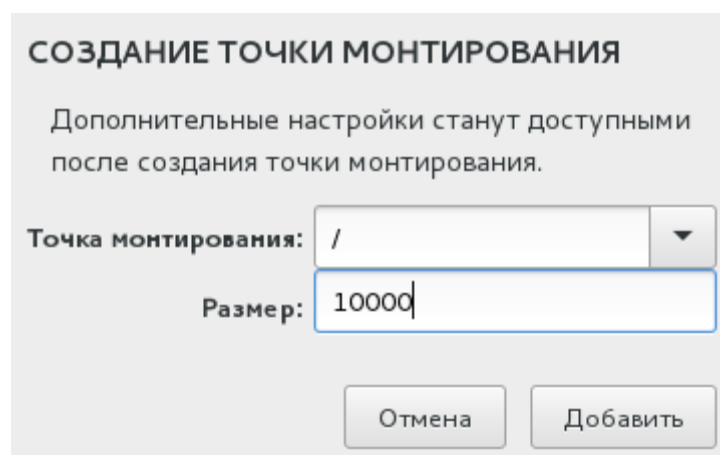 СОЗДАНИЕ ТОЧКИ МОНТИРОВАНИЯ
Дополнительные настройки станут доступными
после создания точки монтирования.
Точка монтирования: /
Размер: 10000
Отмена Добавить